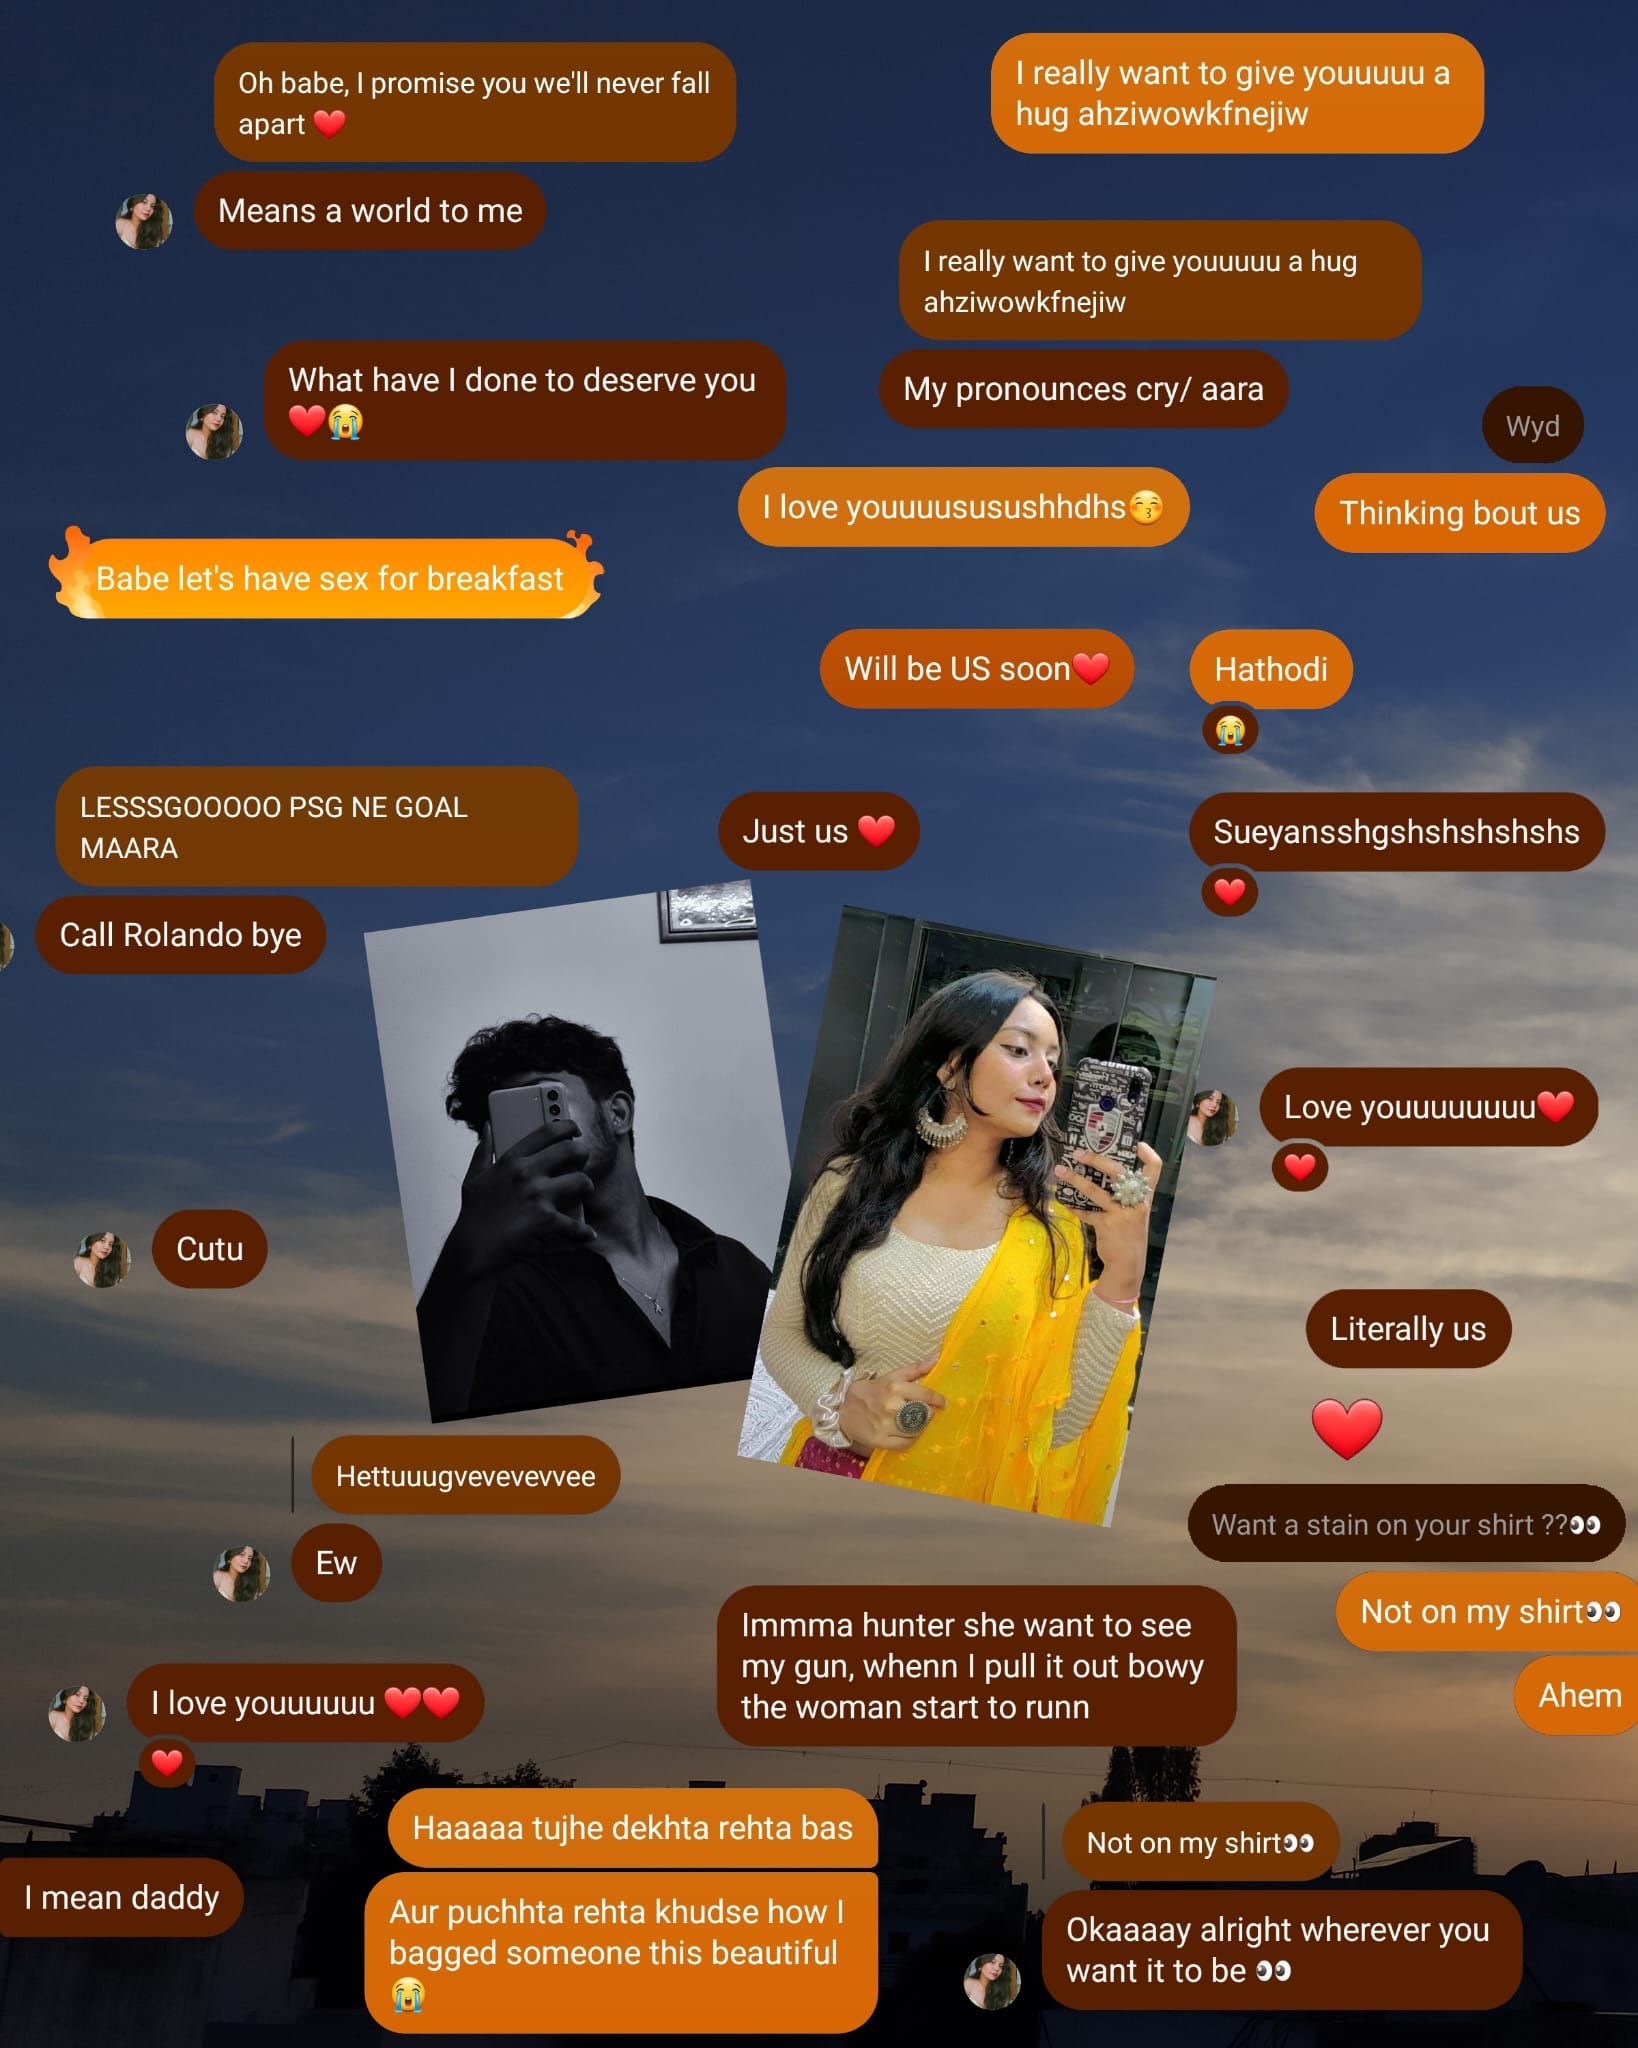 Oh babe, I promise you we'll never fall
apart ❤️
Means a world to me
I really want to give youuuuu a
hug ahziwowkfnejiw
I really want to give youuuuu a hug
ahziwowkfnejiw
My pronounces cry/ aara
What have I done to deserve you
❤️😭
Wyd
Thinking bout us
I love youuuususushhdhs😚
Babe let's have sex for breakfast
Will be US soon❤️
Hathodi
😭
LESSSGOOOOO PSG NE GOAL
MAARA
Call Rolando bye
Just us ❤️
Sueyansshgshshshshshs
❤️
Love youuuuuuuu❤️
❤️
Cutu
Literally us
❤️
Hettuuugvevevevvee
Ew
Want a stain on your shirt ??👀
Not on my shirt👀
Ahem
Immma hunter she want to see
my gun, whenn I pull it out bowy
the woman start to runn
I love youuuuuu ❤️❤️
❤️
Haaaaa tujhe dekhta rehta bas
Aur puchhta rehta khudse how I
bagged someone this beautiful
😭
I mean daddy
Not on my shirt👀
Okaaaay alright wherever you
want it to be 👀